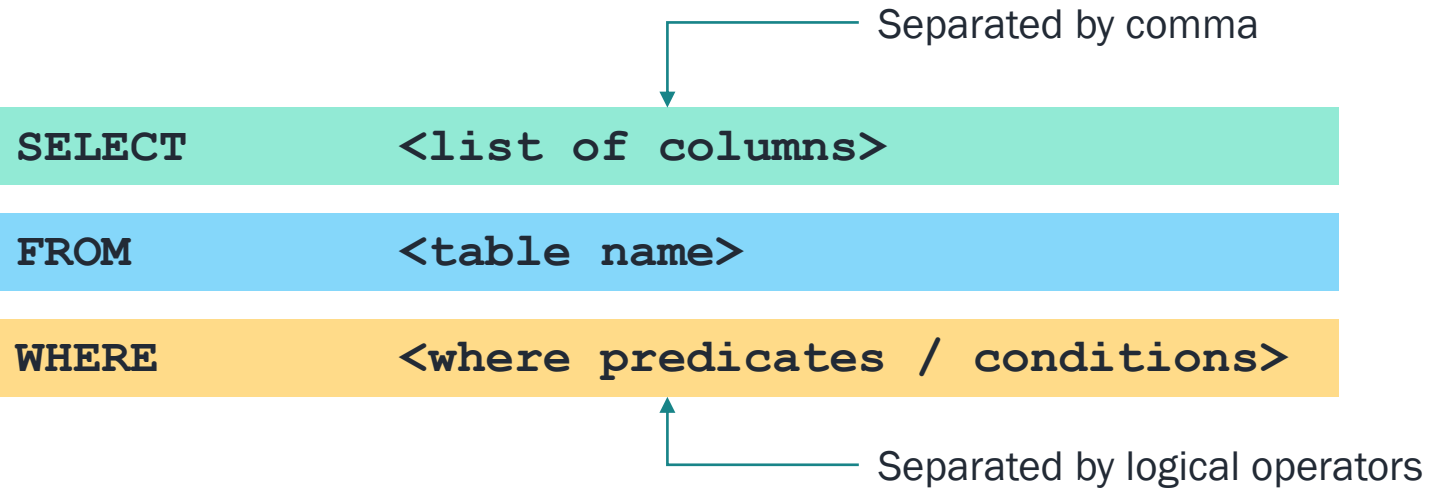 Separated by comma
SELECT <list of columns>
FROM <table name>
WHERE <where predicates / conditions>
Separated by logical operators